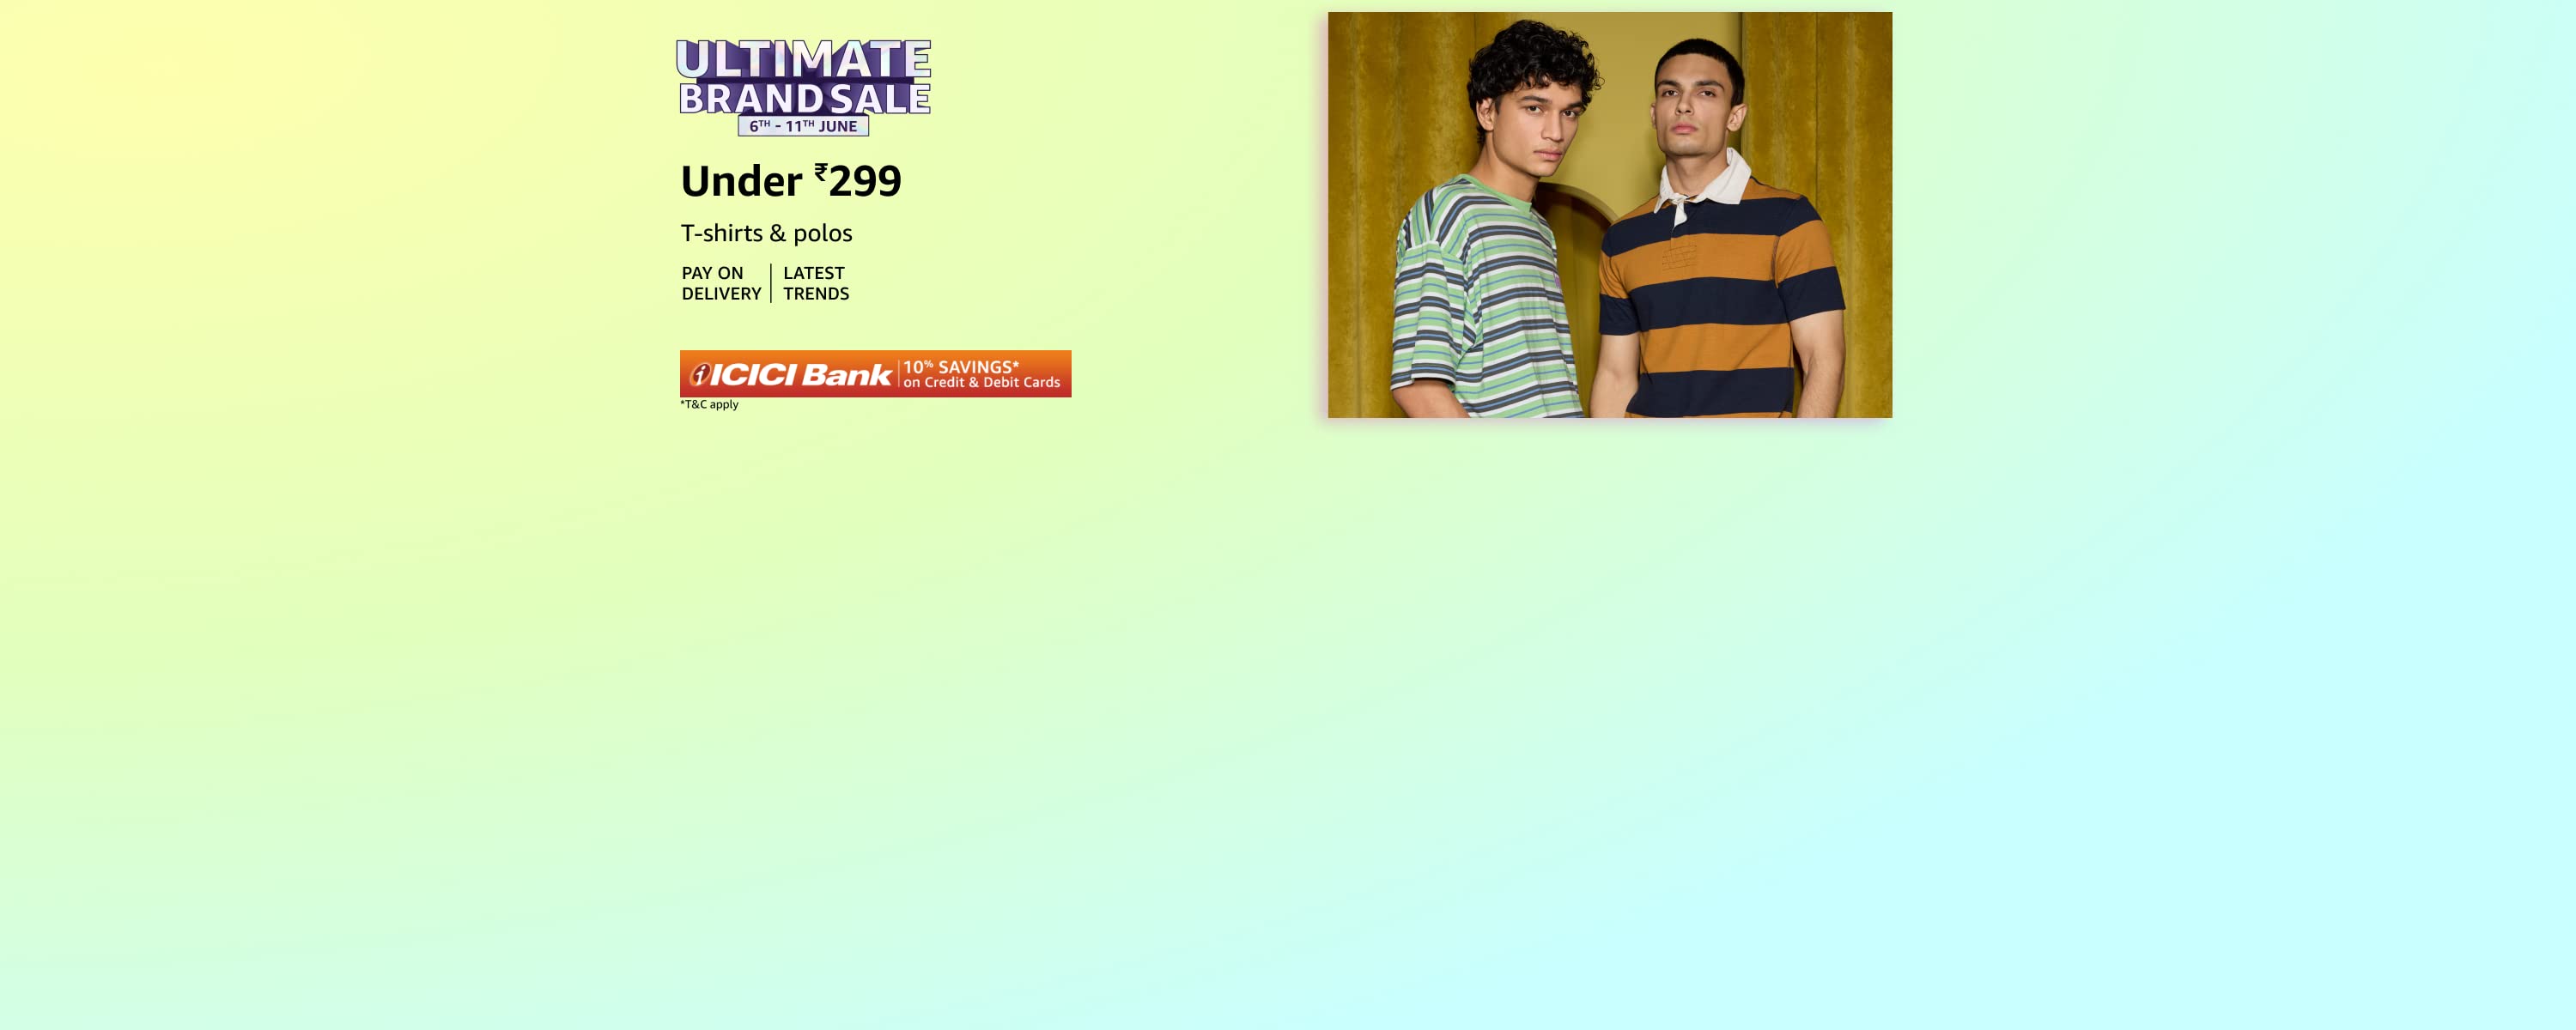 ULTIMATE
BRAND SALE
6TH - 11TH JUNE
Under ₹299
T-shirts & polos
PAY ON
DELIVERY
LATEST
TRENDS
ICICI Bank
10% SAVINGS*
on Credit & Debit Cards
*T&C apply